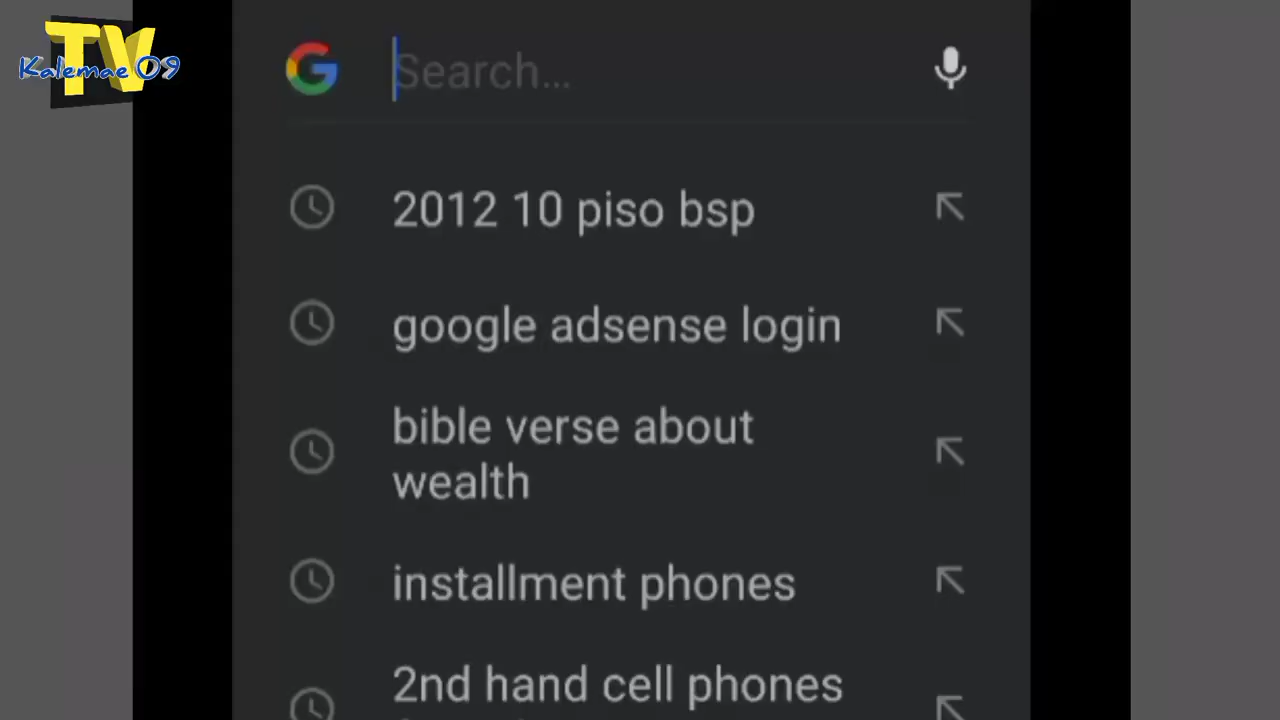 TV
Kalemae 09
Search...
2012 10 piso bsp
google adsense login
bible verse about
wealth
installment phones
2nd hand cell phones